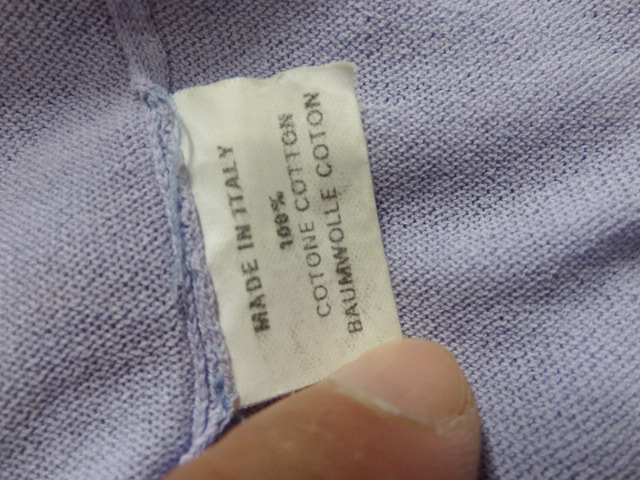 MADE IN ITALY
100%
COTONE COTTON
BAUMWOLLE COTON